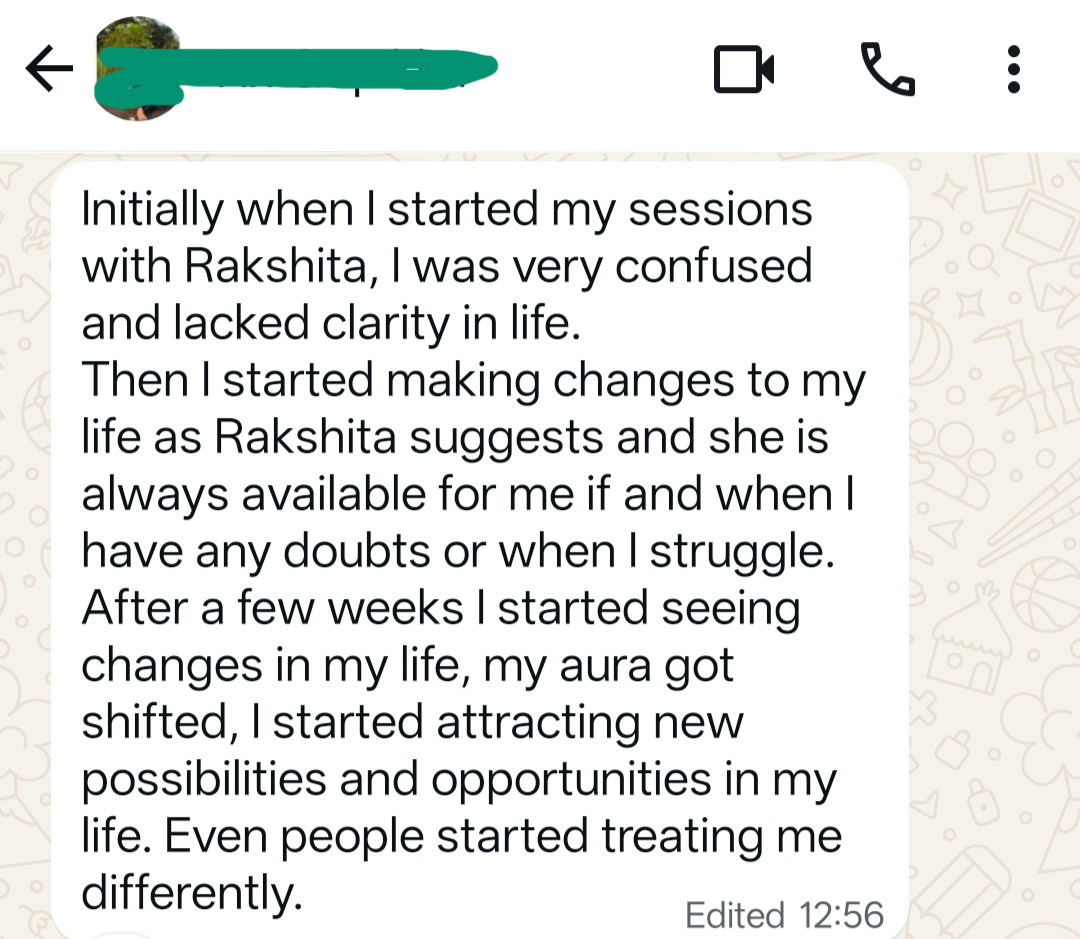 Initially when I started my sessions
with Rakshita, I was very confused
and lacked clarity in life.
Then I started making changes to my
life as Rakshita suggests and she is
always available for me if and when I
have any doubts or when I struggle.
After a few weeks I started seeing
changes in my life, my aura got
shifted, I started attracting new
possibilities and opportunities in my
life. Even people started treating me
differently.
Edited 12:56